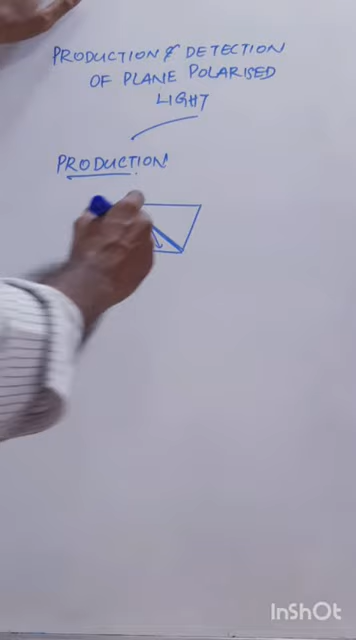 PRODUCTION & DETECTION
OF PLANE POLARISED
LIGHT
PRODUCTION
InShOt